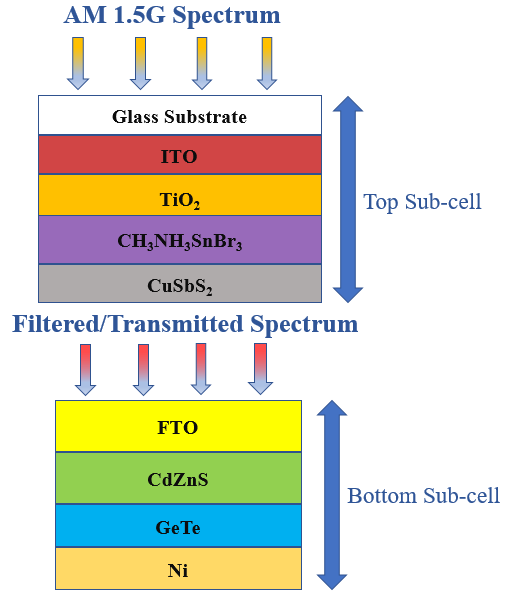 AM 1.5G Spectrum
Glass Substrate
ITO
TiO₂
Top Sub-cell
CH₃NH₃SnBr₃
CuSbS₂
Filtered/Transmitted Spectrum
FTO
CdZnS
Bottom Sub-cell
GeTe
Ni